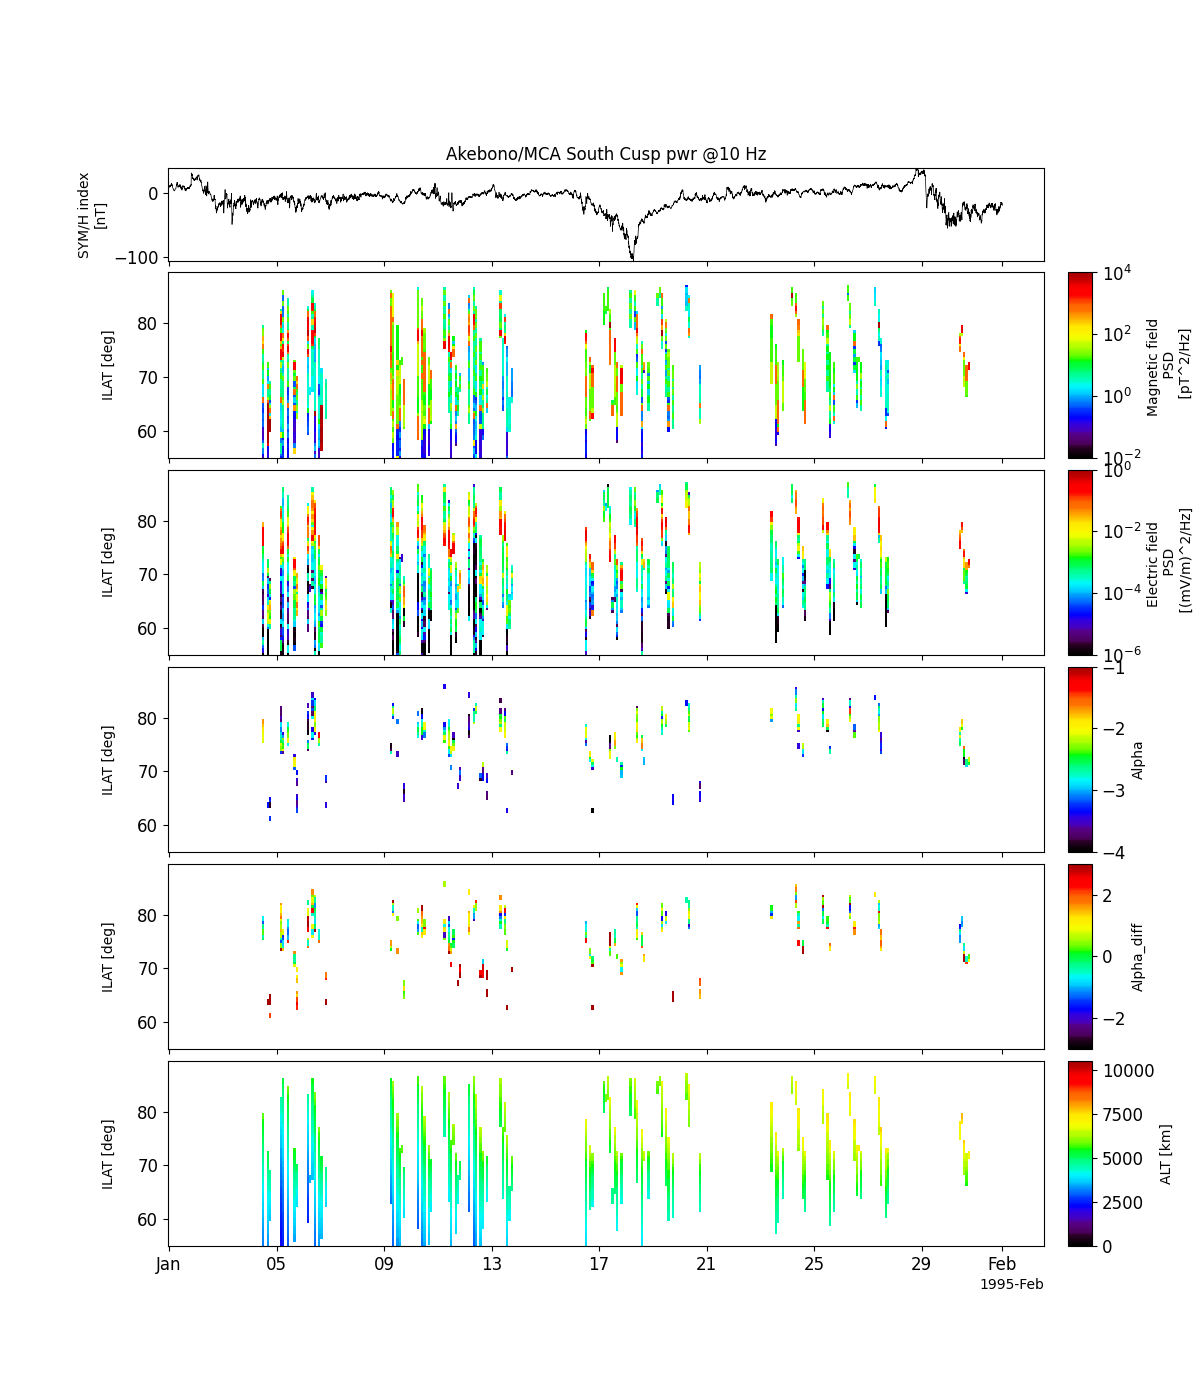 Akebono/MCA South Cusp pwr @10 Hz
SYM/H index
[nT]
0
−100
ILAT [deg]
80
70
60
10^4
10^2
10^0
10^-2
Magnetic field
PSD
[pT^2/Hz]
ILAT [deg]
80
70
60
10^0
10^-2
10^-4
10^-6
Electric field
PSD
[(mV/m)^2/Hz]
ILAT [deg]
80
70
60
−1
−2
−3
−4
Alpha
ILAT [deg]
80
70
60
2
0
−2
Alpha_diff
ILAT [deg]
80
70
60
10000
7500
5000
2500
0
ALT [km]
Jan 05 09 13 17 21 25 29 Feb
1995-Feb